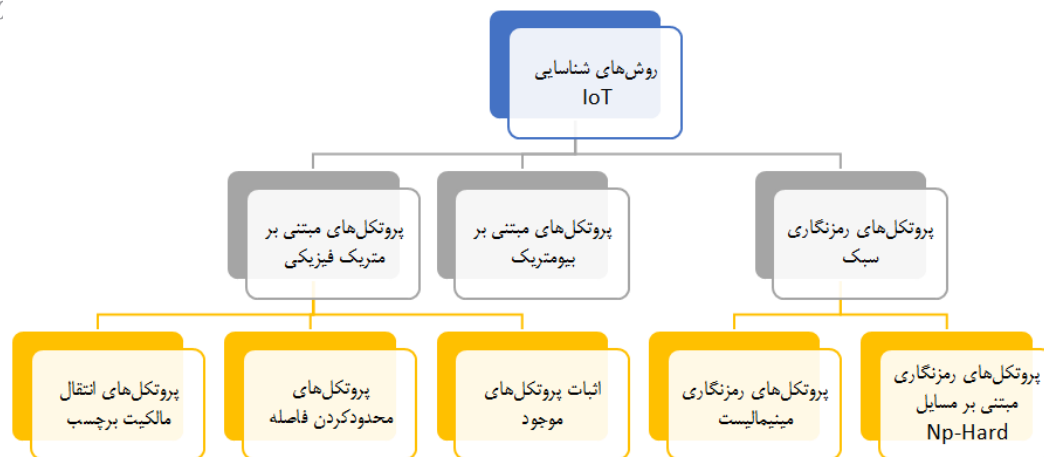 روش‌های شناسایی
IoT
پروتکل‌های رمزنگاری
سبک
پروتکل‌های مبتنی بر
بیومتریک
پروتکل‌های مبتنی بر
متریک فیزیکی
پروتکل‌های رمزنگاری
مبتنی بر مسایل
Np-Hard
پروتکل‌های رمزنگاری
مینیمالیست
اثبات پروتکل‌های
موجود
پروتکل‌های
محدودکردن فاصله
پروتکل‌های انتقال
مالکیت برچسب